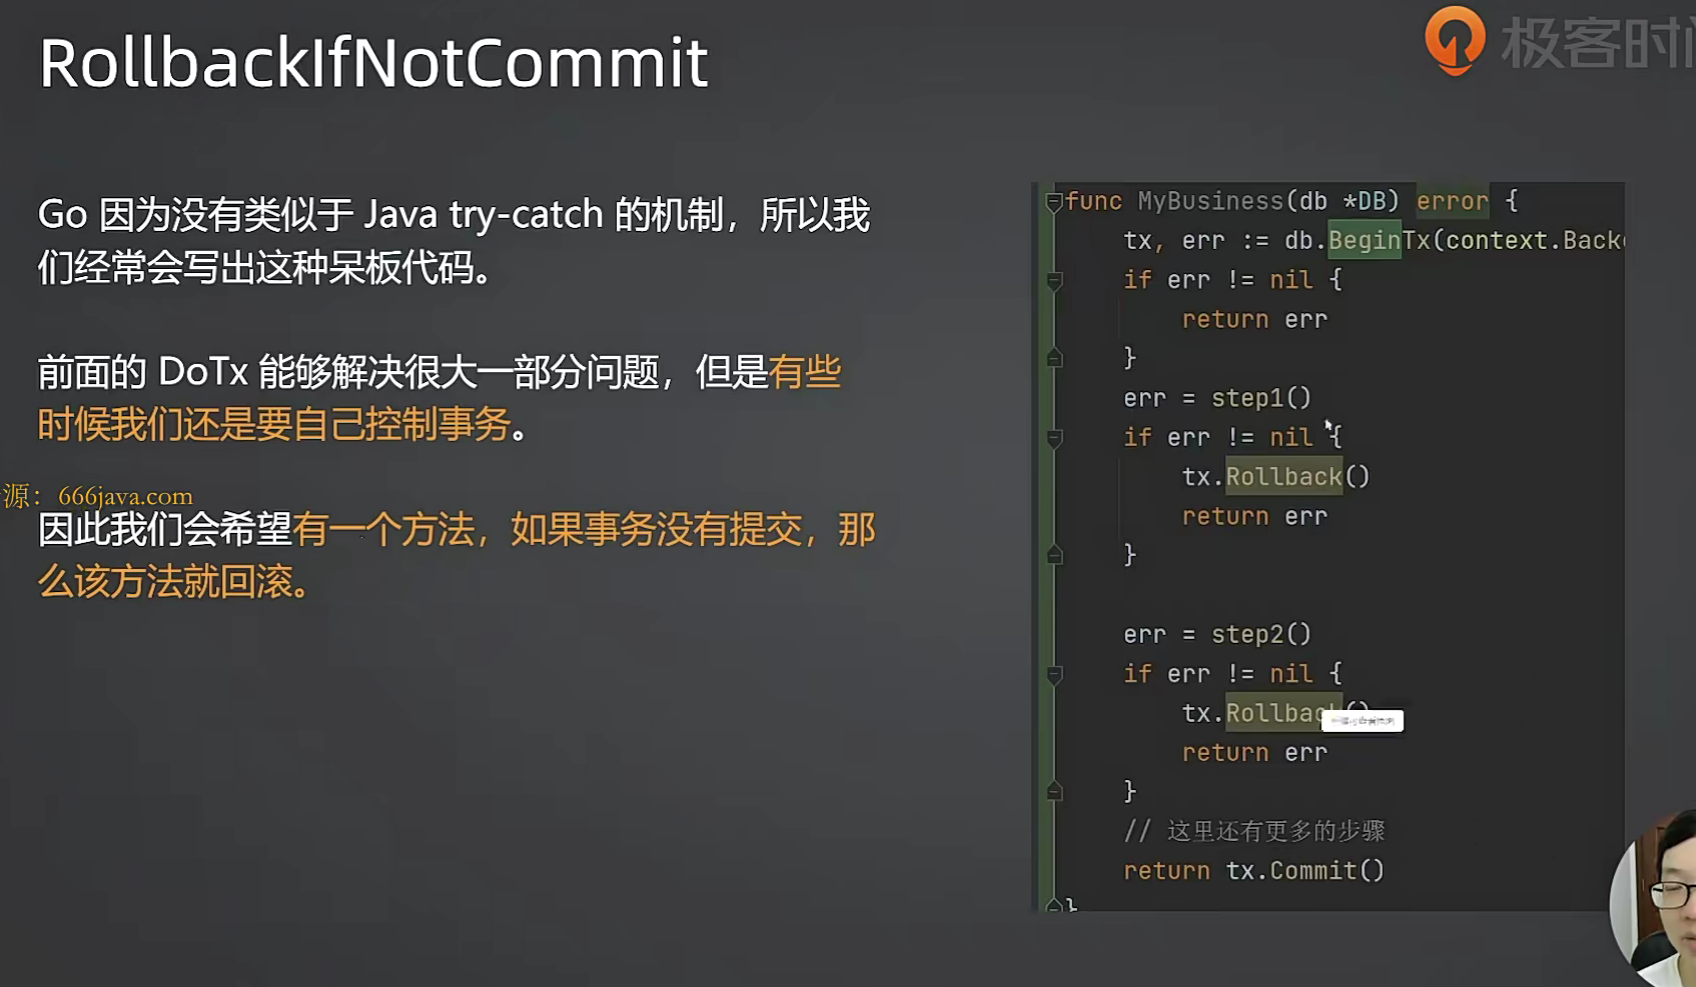 RollbackIfNotCommit
极客时间
Go 因为没有类似于 Java try-catch 的机制，所以我
们经常会写出这种呆板代码。
前面的 DoTx 能够解决很大一部分问题，但是有些
时候我们还是要自己控制事务。
源：666java.com
因此我们会希望有一个方法，如果事务没有提交，那
么该方法就回滚。
func MyBusiness(db *DB) error {
tx, err := db.BeginTx(context.Back
if err != nil {
return err
}
err = step1()
if err != nil {
tx.Rollback()
return err
}
err = step2()
if err != nil {
tx.Rollback()
return err
}
// 这里还有更多的步骤
return tx.Commit()
}